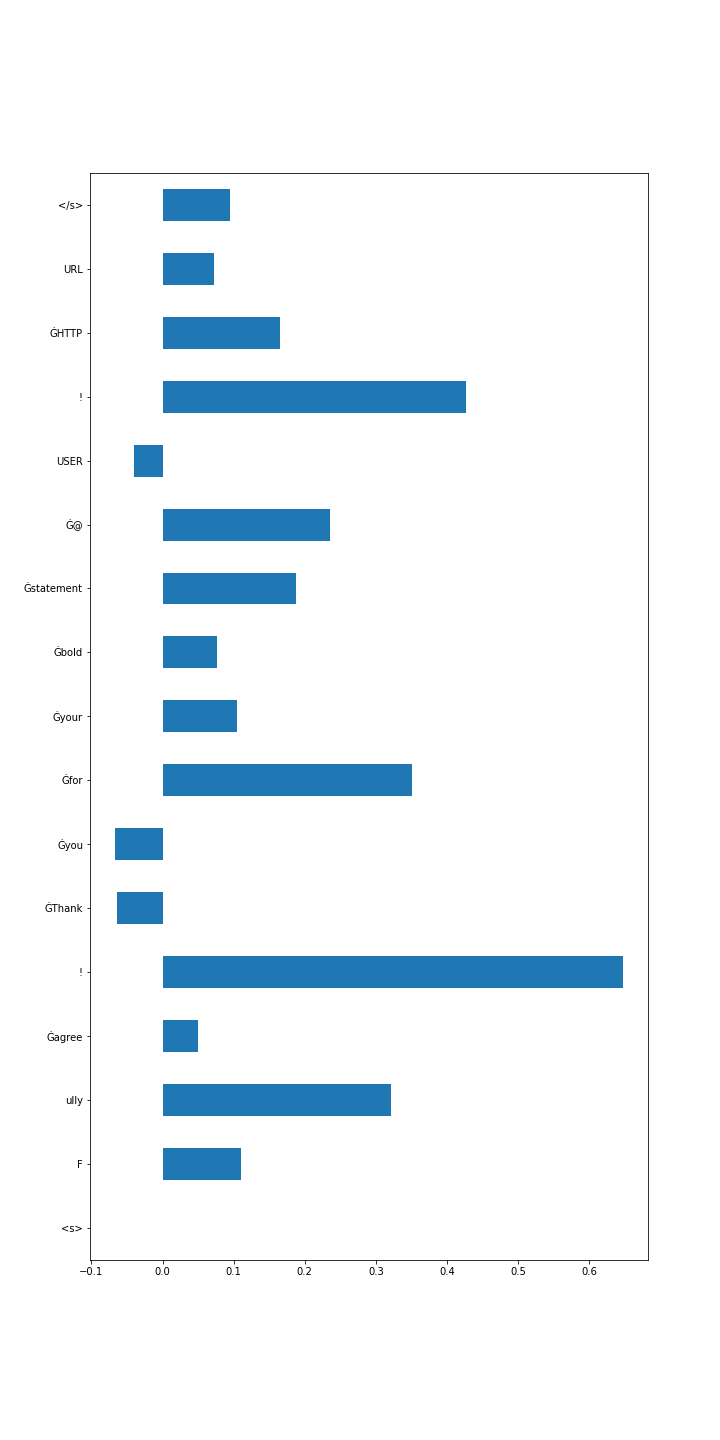 </s>
URL
ĠHTTP
!
USER
Ġ@
Ġstatement
Ġbold
Ġyour
Ġfor
Ġyou
ĠThank
!
Ġagree
ully
F
<s>
−0.1 0.0 0.1 0.2 0.3 0.4 0.5 0.6